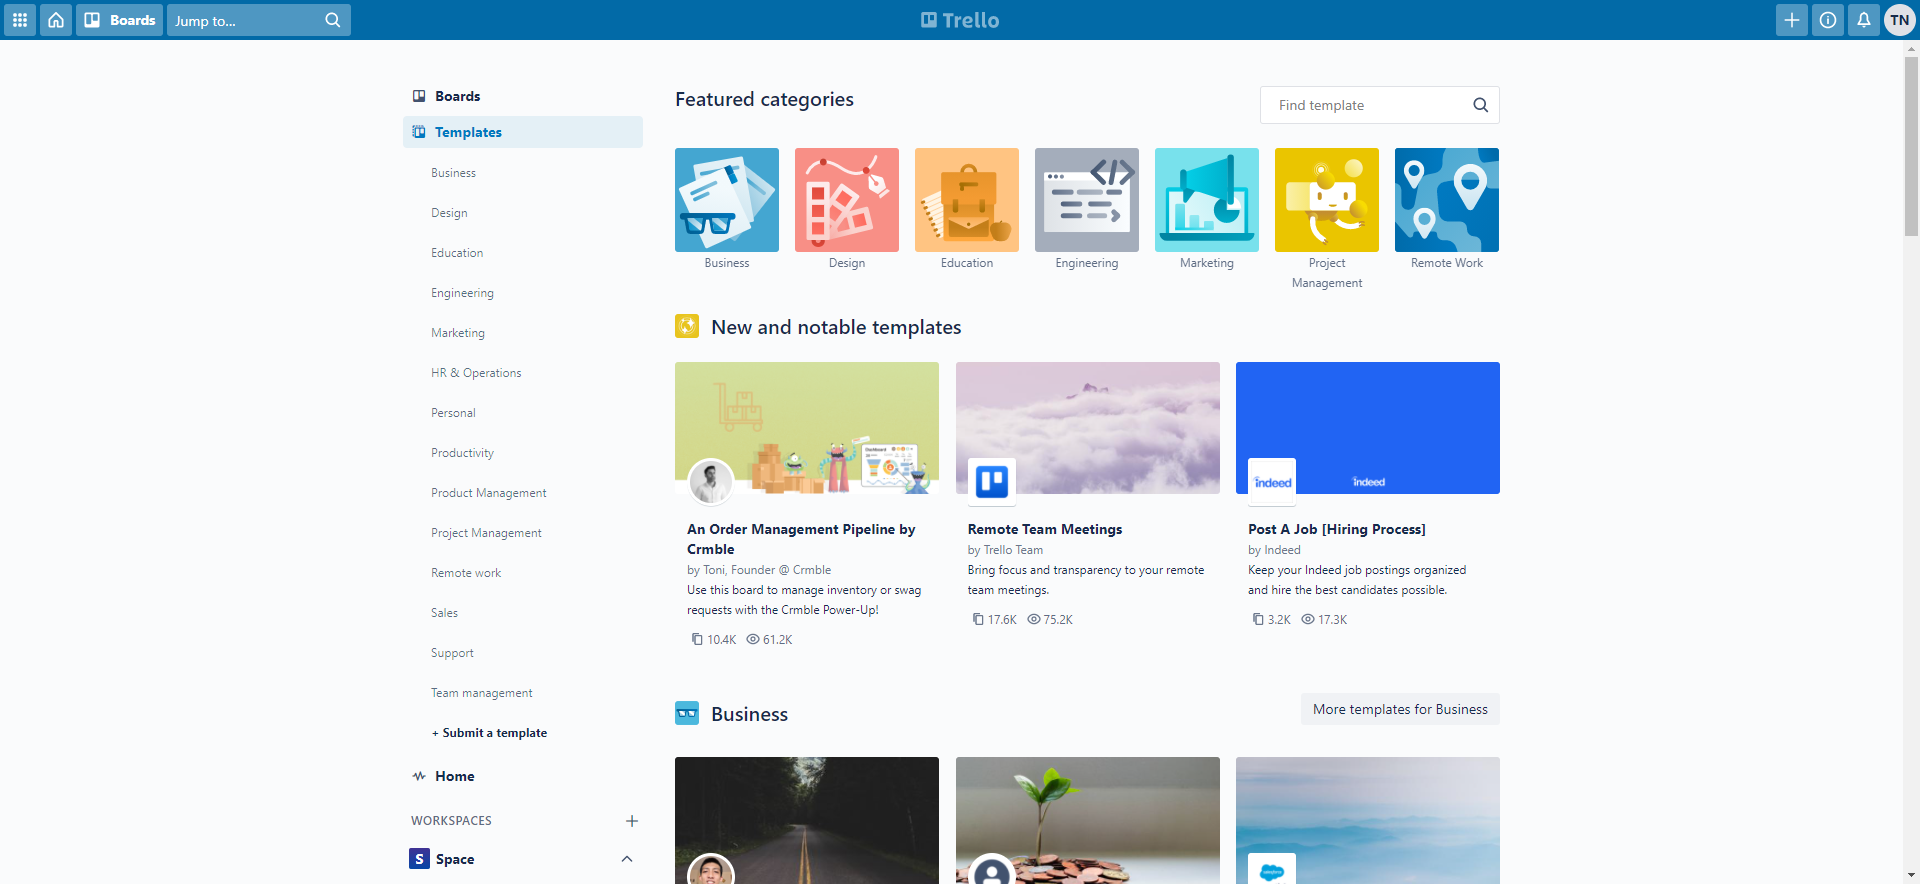 Boards
Jump to...
Trello
TN
Boards
Templates
Business
Design
Education
Engineering
Marketing
HR & Operations
Personal
Productivity
Product Management
Project Management
Remote work
Sales
Support
Team management
+ Submit a template
Home
WORKSPACES
S Space
Featured categories
Find template
Business
Design
Education
Engineering
Marketing
Project
Management
Remote Work
New and notable templates
An Order Management Pipeline by
Crmble
by Toni, Founder @ Crmble
Use this board to manage inventory or swag
requests with the Crmble Power-Up!
10.4K 61.2K
Remote Team Meetings
by Trello Team
Bring focus and transparency to your remote
team meetings.
17.6K 75.2K
indeed
indeed
Post A Job [Hiring Process]
by Indeed
Keep your Indeed job postings organized
and hire the best candidates possible.
3.2K 17.3K
Business
More templates for Business